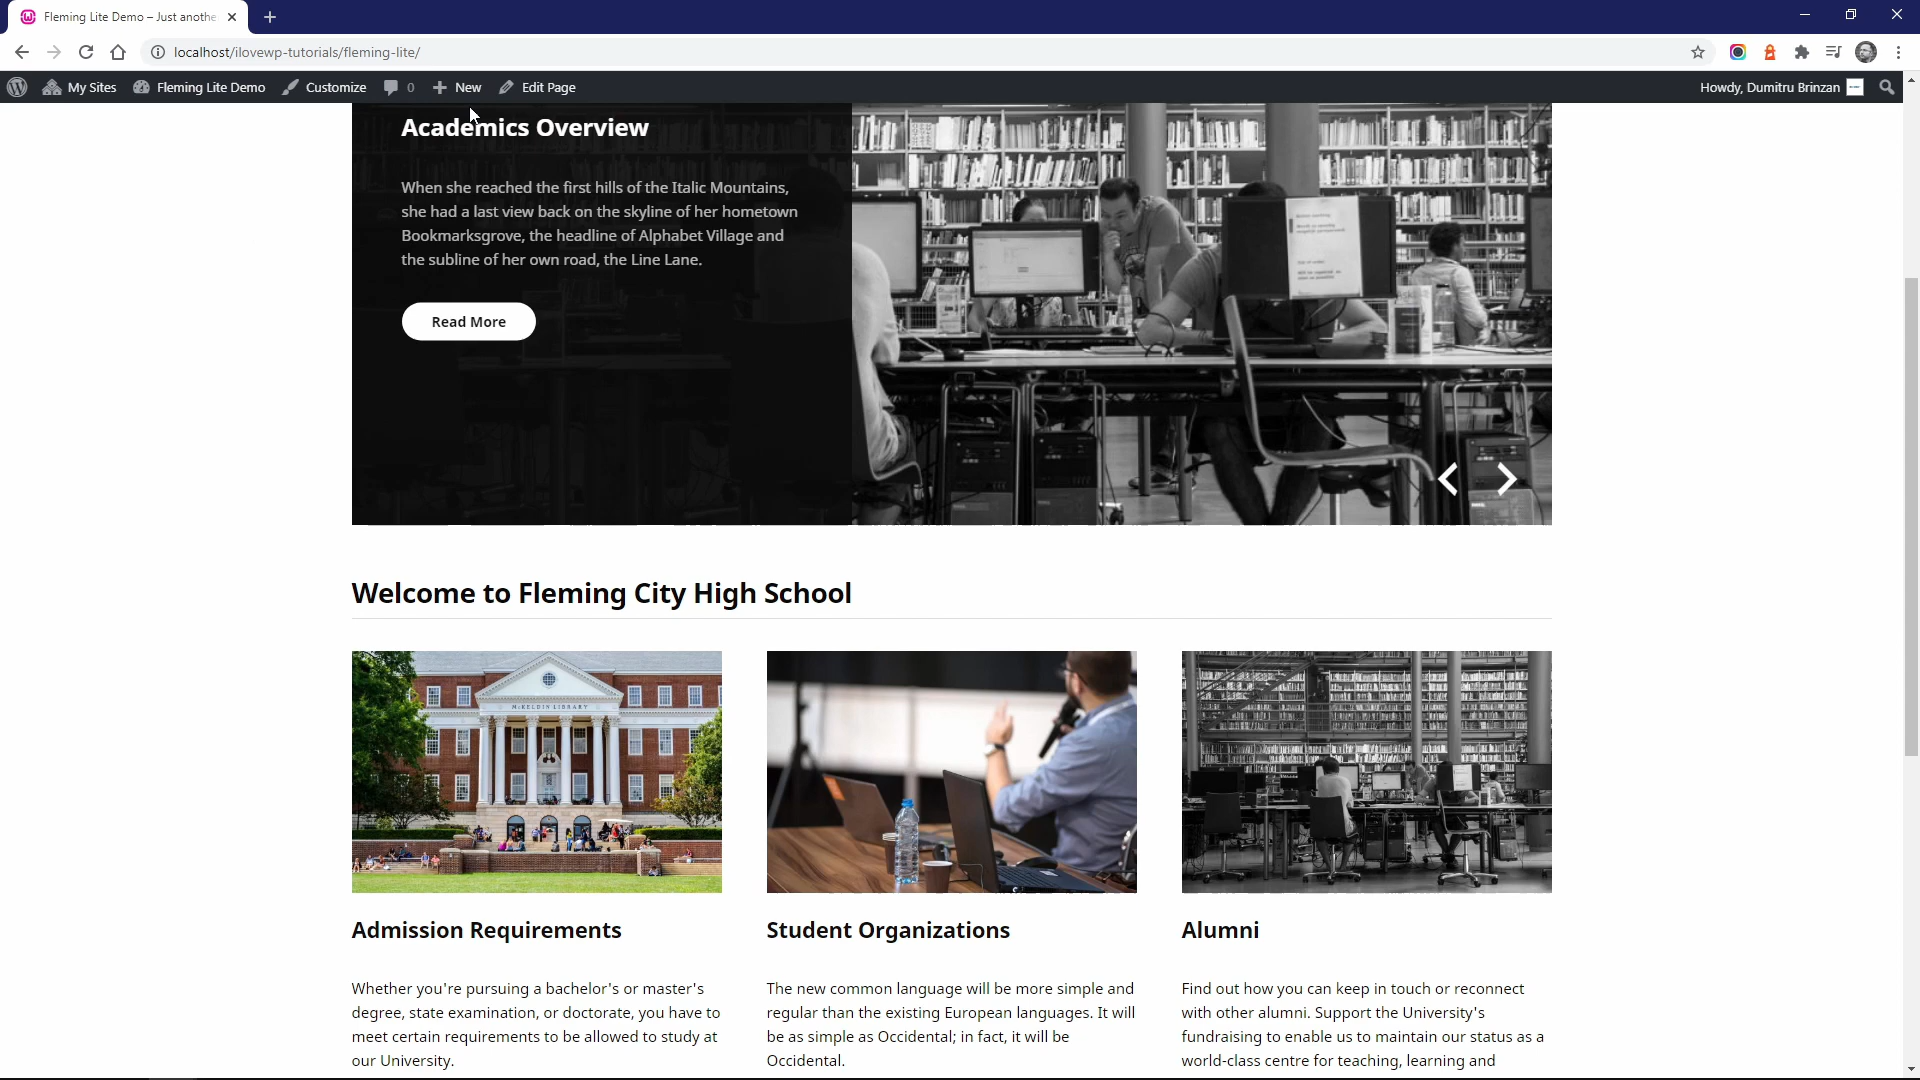 Fleming Lite Demo – Just anothe
localhost/ilovewp-tutorials/fleming-lite/
My Sites
Fleming Lite Demo
Customize
0
New
Edit Page
Howdy, Dumitru Brinzan
Academics Overview
When she reached the first hills of the Italic Mountains,
she had a last view back on the skyline of her hometown
Bookmarksgrove, the headline of Alphabet Village and
the subline of her own road, the Line Lane.
Read More
Welcome to Fleming City High School
McKELDIN LIBRARY
Admission Requirements
Student Organizations
Alumni
Whether you're pursuing a bachelor's or master's
degree, state examination, or doctorate, you have to
meet certain requirements to be allowed to study at
our University.
The new common language will be more simple and
regular than the existing European languages. It will
be as simple as Occidental; in fact, it will be
Occidental.
Find out how you can keep in touch or reconnect
with other alumni. Support the University's
fundraising to enable us to maintain our status as a
world-class centre for teaching, learning and